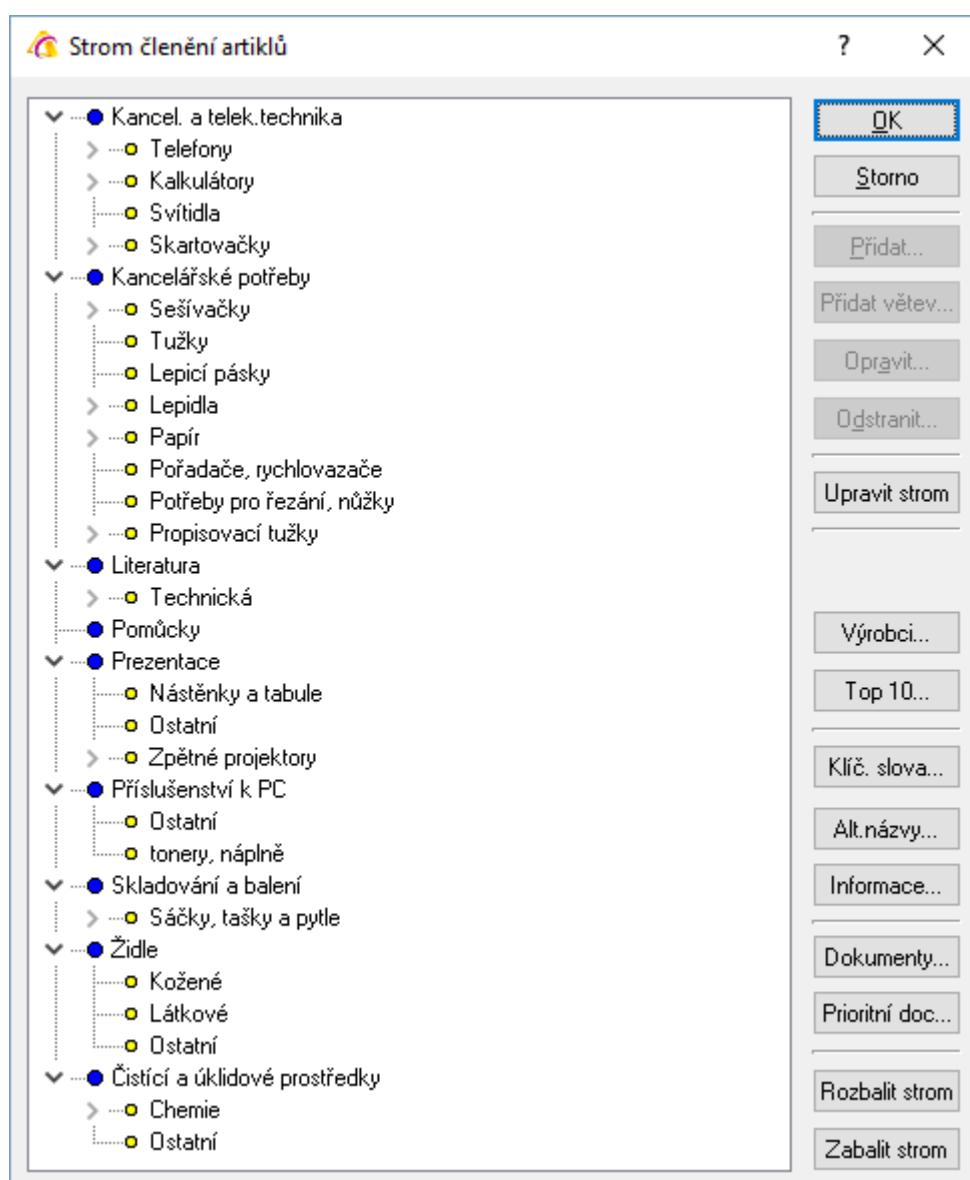 Strom členění artiklů
?
Kancel. a telek.technika
Telefony
Kalkulátory
Svítidla
Skartovačky
Kancelářské potřeby
Sešívačky
Tužky
Lepicí pásky
Lepidla
Papír
Pořadače, rychlovazače
Potřeby pro řezání, nůžky
Propisovací tužky
Literatura
Technická
Pomůcky
Prezentace
Nástěnky a tabule
Ostatní
Zpětné projektory
Příslušenství k PC
Ostatní
tonery, náplně
Skladování a balení
Sáčky, tašky a pytle
Židle
Kožené
Látkové
Ostatní
Čistící a úklidové prostředky
Chemie
Ostatní
OK
Storno
Přidat...
Přidat větev...
Opravit...
Odstranit...
Upravit strom
Výrobci...
Top 10...
Klíč. slova...
Alt.názvy...
Informace...
Dokumenty...
Prioritní doc...
Rozbalit strom
Zabalit strom